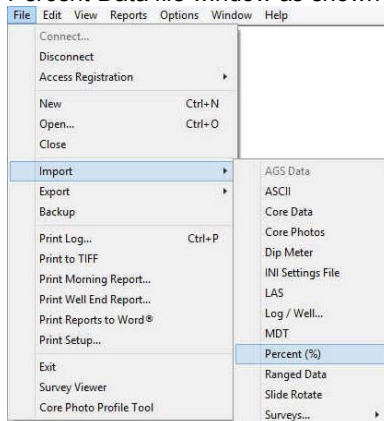 Percent Data file window as shown
File Edit View Reports Options Window Help
Connect...
Disconnect
Access Registration
New Ctrl+N
Open... Ctrl+O
Close
Import
Export
Backup
Print Log... Ctrl+P
Print to TIFF
Print Morning Report...
Print Well End Report...
Print Reports to Word®
Print Setup...
Exit
Survey Viewer
Core Photo Profile Tool
AGS Data
ASCII
Core Data
Core Photos
Dip Meter
INI Settings File
LAS
Log / Well...
MDT
Percent (%)
Ranged Data
Slide Rotate
Surveys...